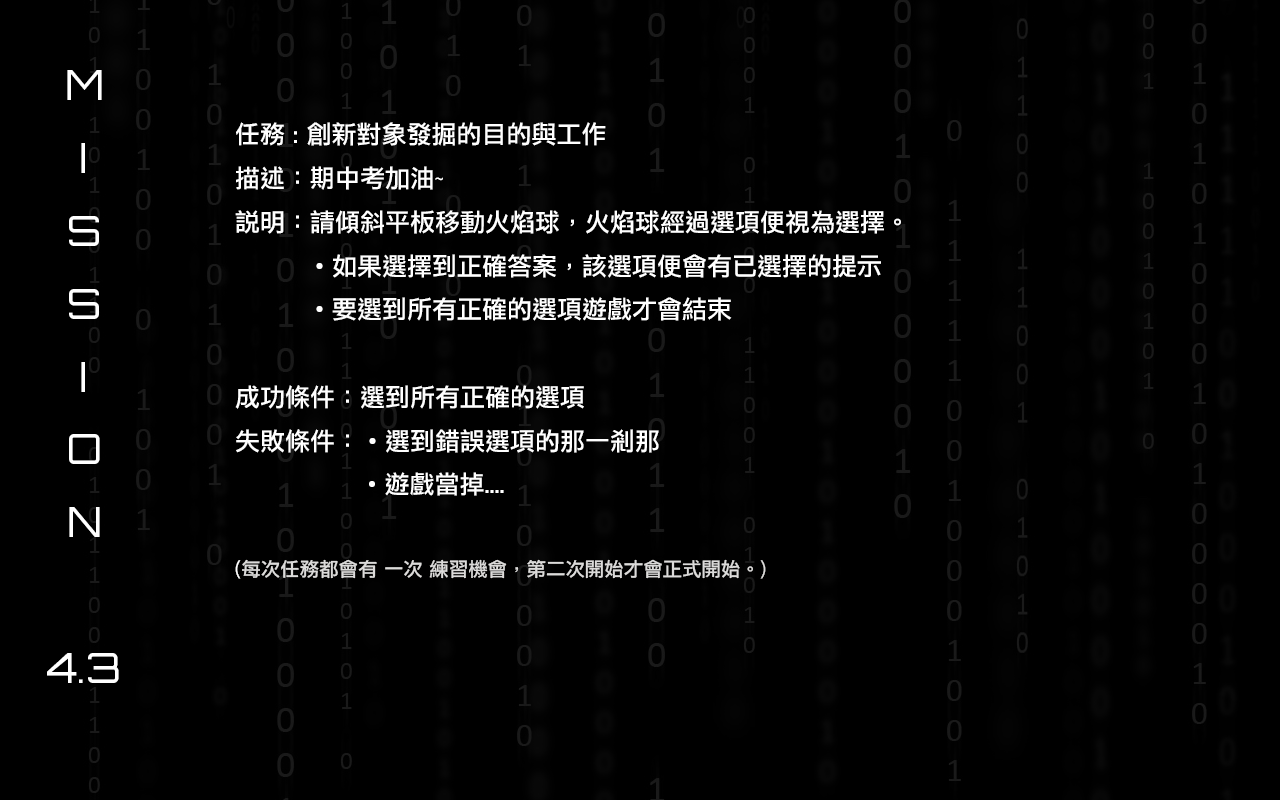 MISSION
4.3
任務：創新對象發掘的目的與工作
描述：期中考加油~
説明：請傾斜平板移動火焰球，火焰球經過選項便視為選擇。
•如果選擇到正確答案，該選項便會有已選擇的提示
•要選到所有正確的選項遊戲才會結束
成功條件：選到所有正確的選項
失敗條件：•選到錯誤選項的那一剎那
•遊戲當掉....
(每次任務都會有 一次 練習機會，第二次開始才會正式開始。)